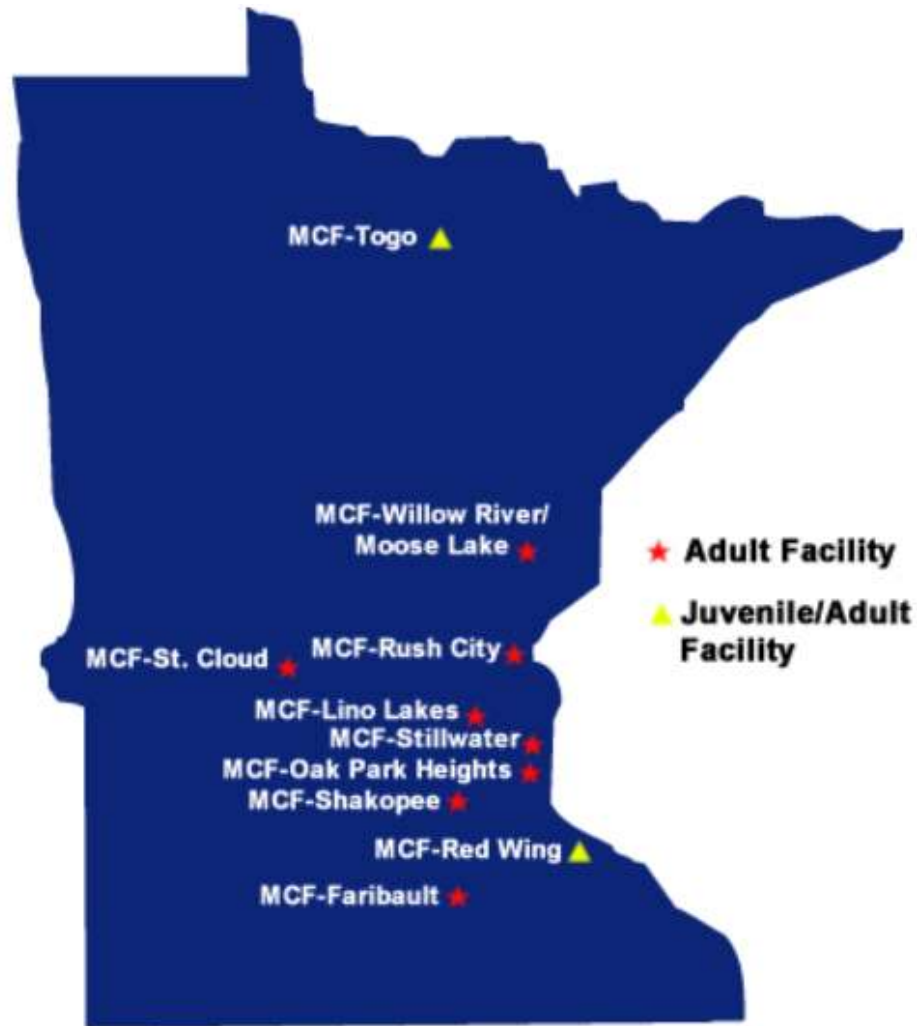 MCF-Togo
MCF-Willow River/
Moose Lake
MCF-St. Cloud
MCF-Rush City
MCF-Lino Lakes
MCF-Stillwater
MCF-Oak Park Heights
MCF-Shakopee
MCF-Red Wing
MCF-Faribault
Adult Facility
Juvenile/Adult
Facility